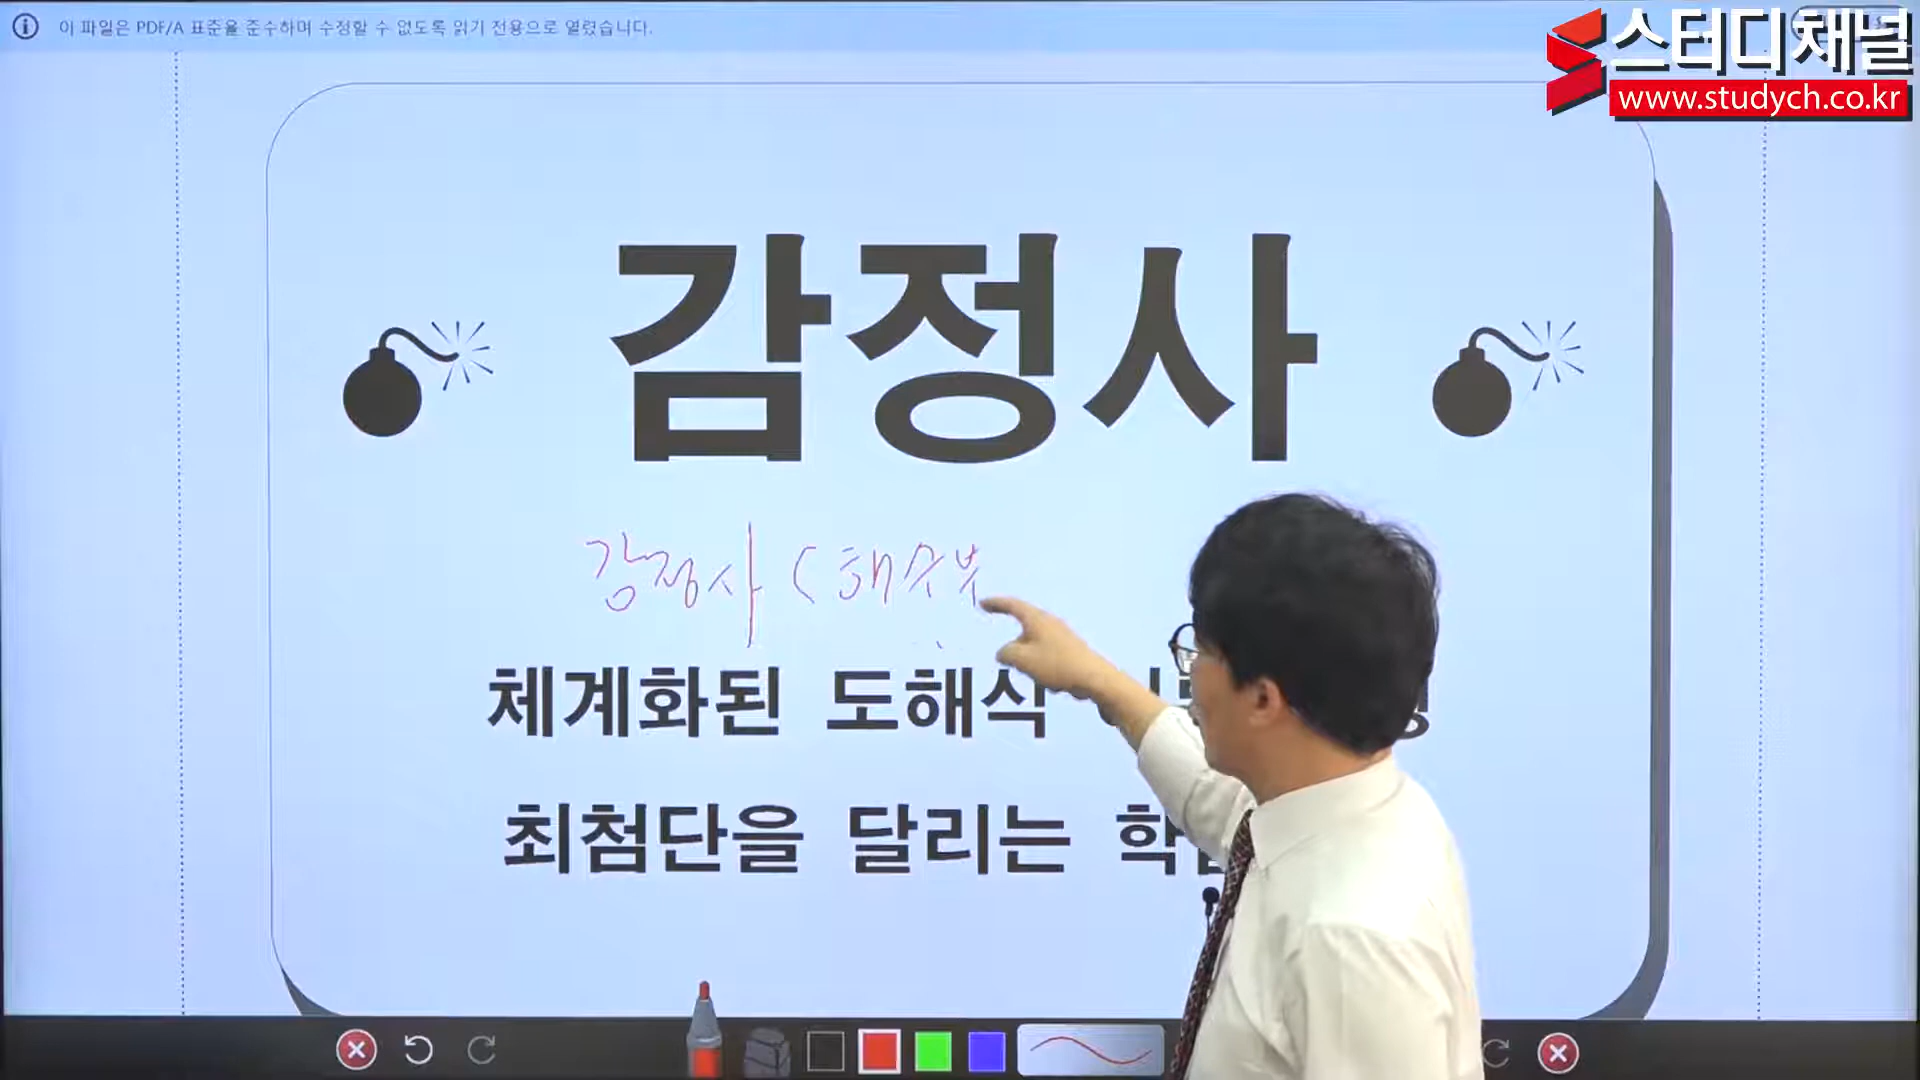 이 파일은 PDF/A 표준을 준수하며 수정할 수 없도록 읽기 전용으로 열렸습니다.
스터디채널
www.studych.co.kr
감정사
감정사 (해수부
체계화된 도해식
최첨단을 달리는